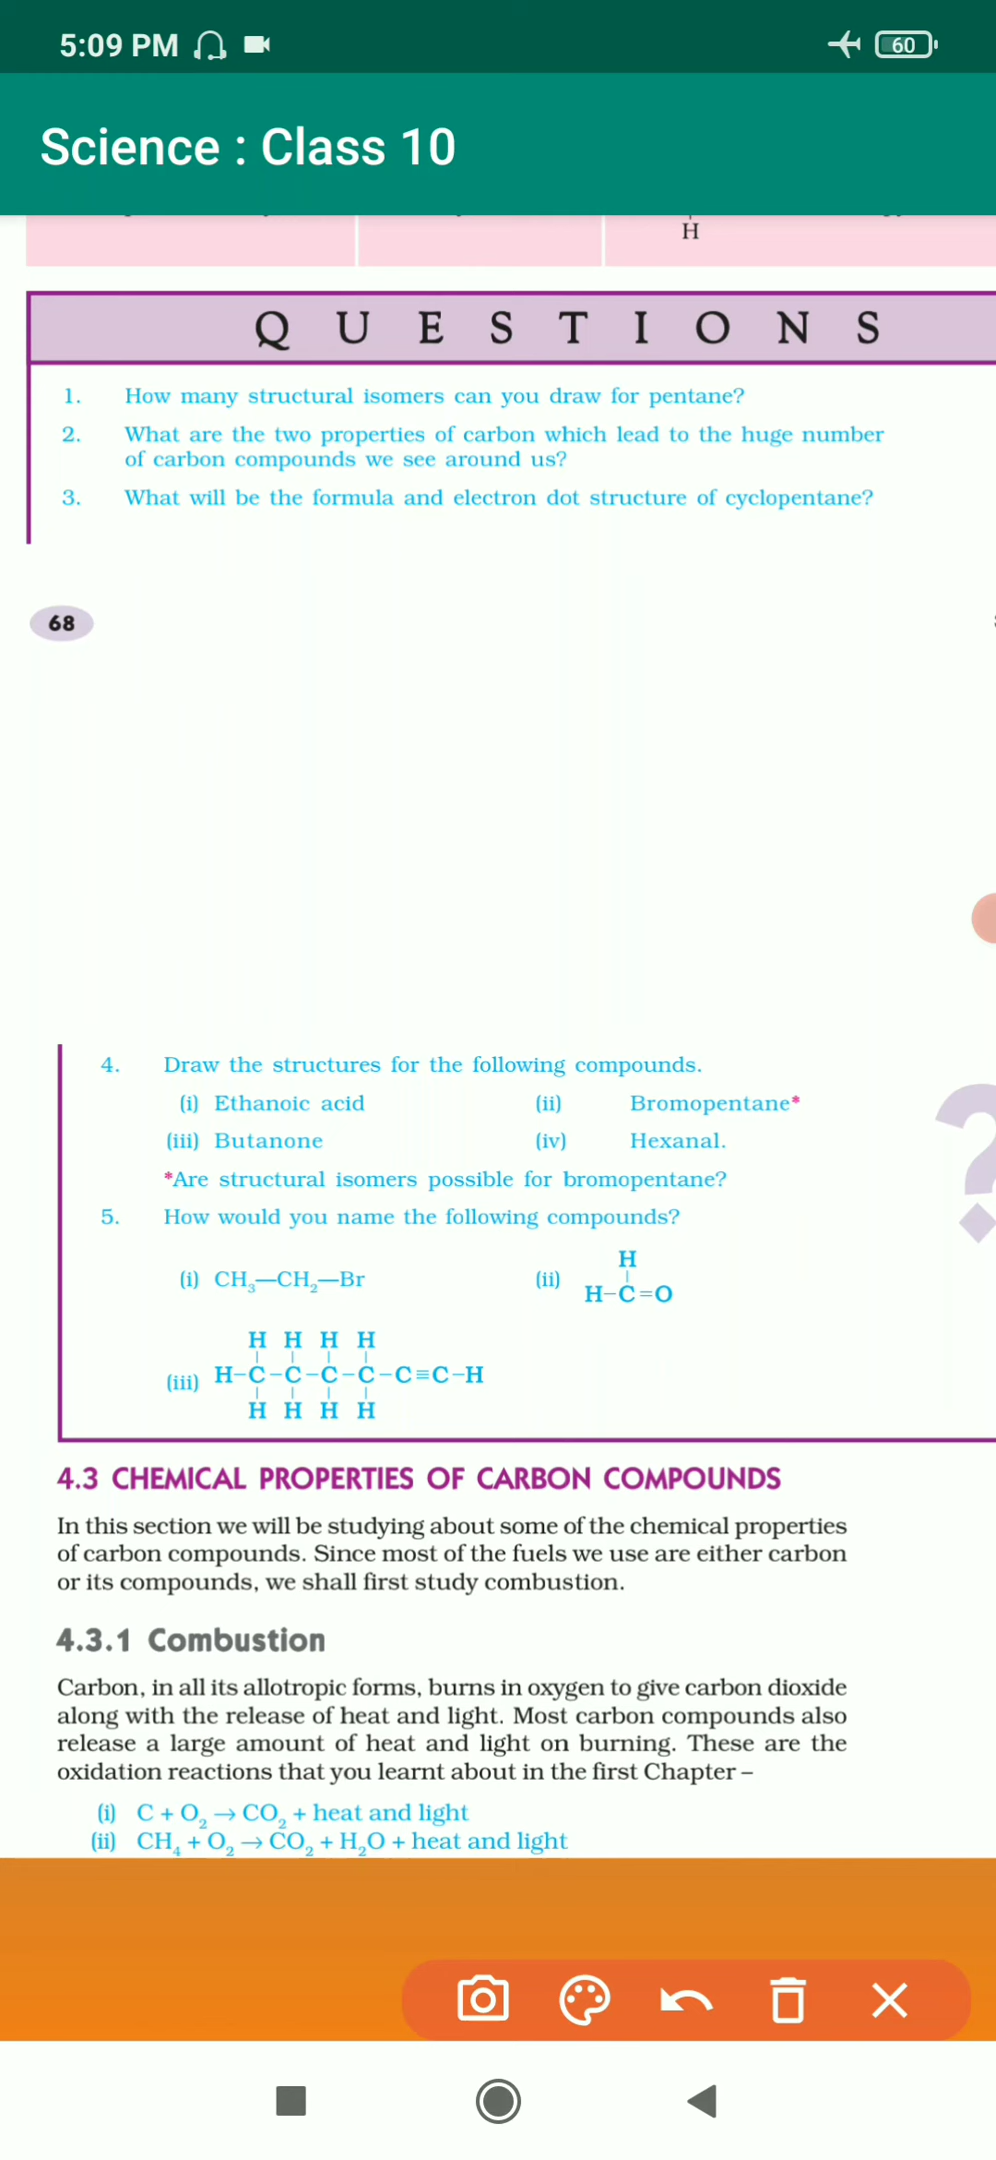 5:09 PM
60
Science : Class 10
H
QUESTIONS
1. How many structural isomers can you draw for pentane?
2. What are the two properties of carbon which lead to the huge number
of carbon compounds we see around us?
3. What will be the formula and electron dot structure of cyclopentane?
68
4. Draw the structures for the following compounds.
(i) Ethanoic acid (ii) Bromopentane*
(iii) Butanone (iv) Hexanal.
*Are structural isomers possible for bromopentane?
5. How would you name the following compounds?
H
(i) CH₃—CH₂—Br (ii) H−C=O
H H H H
(iii) H−C−C−C−C−C≡C−H
H H H H
?
4.3 CHEMICAL PROPERTIES OF CARBON COMPOUNDS
In this section we will be studying about some of the chemical properties
of carbon compounds. Since most of the fuels we use are either carbon
or its compounds, we shall first study combustion.
4.3.1 Combustion
Carbon, in all its allotropic forms, burns in oxygen to give carbon dioxide
along with the release of heat and light. Most carbon compounds also
release a large amount of heat and light on burning. These are the
oxidation reactions that you learnt about in the first Chapter –
(i) C + O₂ → CO₂ + heat and light
(ii) CH₄ + O₂ → CO₂ + H₂O + heat and light